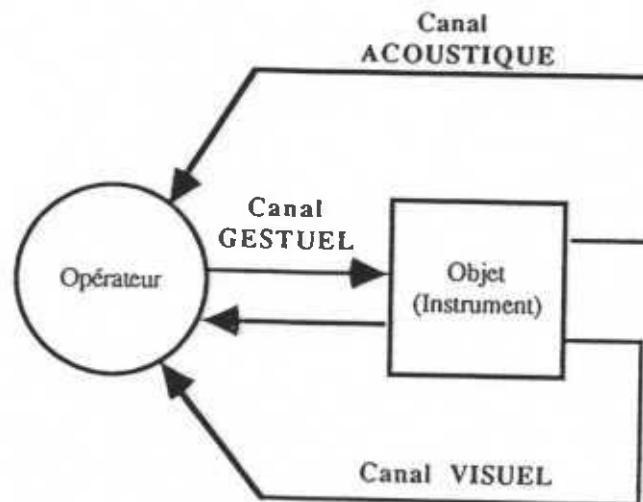 Canal
ACOUSTIQUE
Canal
GESTUEL
Opérateur
Objet
(Instrument)
Canal VISUEL